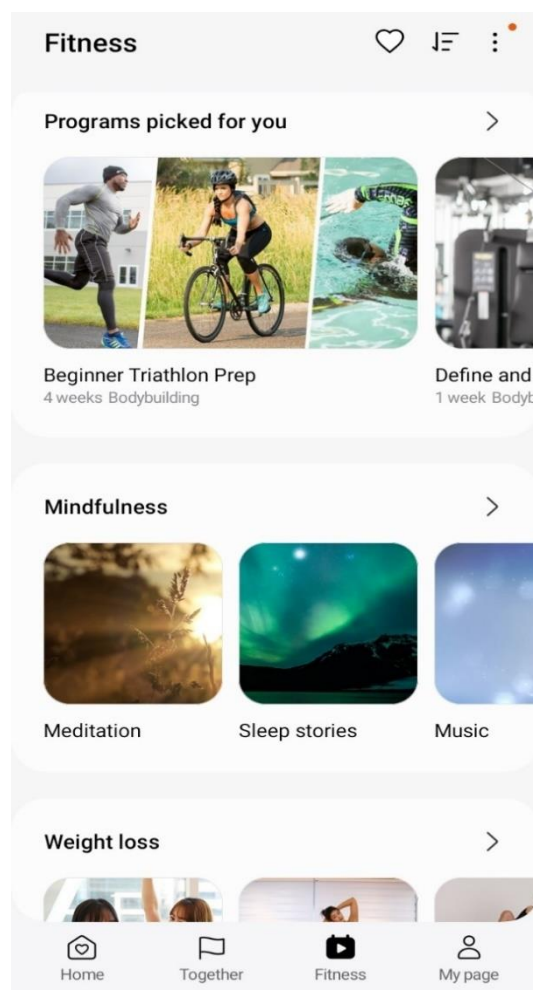 Fitness
Programs picked for you
Beginner Triathlon Prep
4 weeks Bodybuilding
Define and
1 week Bodyb
Mindfulness
Meditation
Sleep stories
Music
Weight loss
Home
Together
Fitness
My page